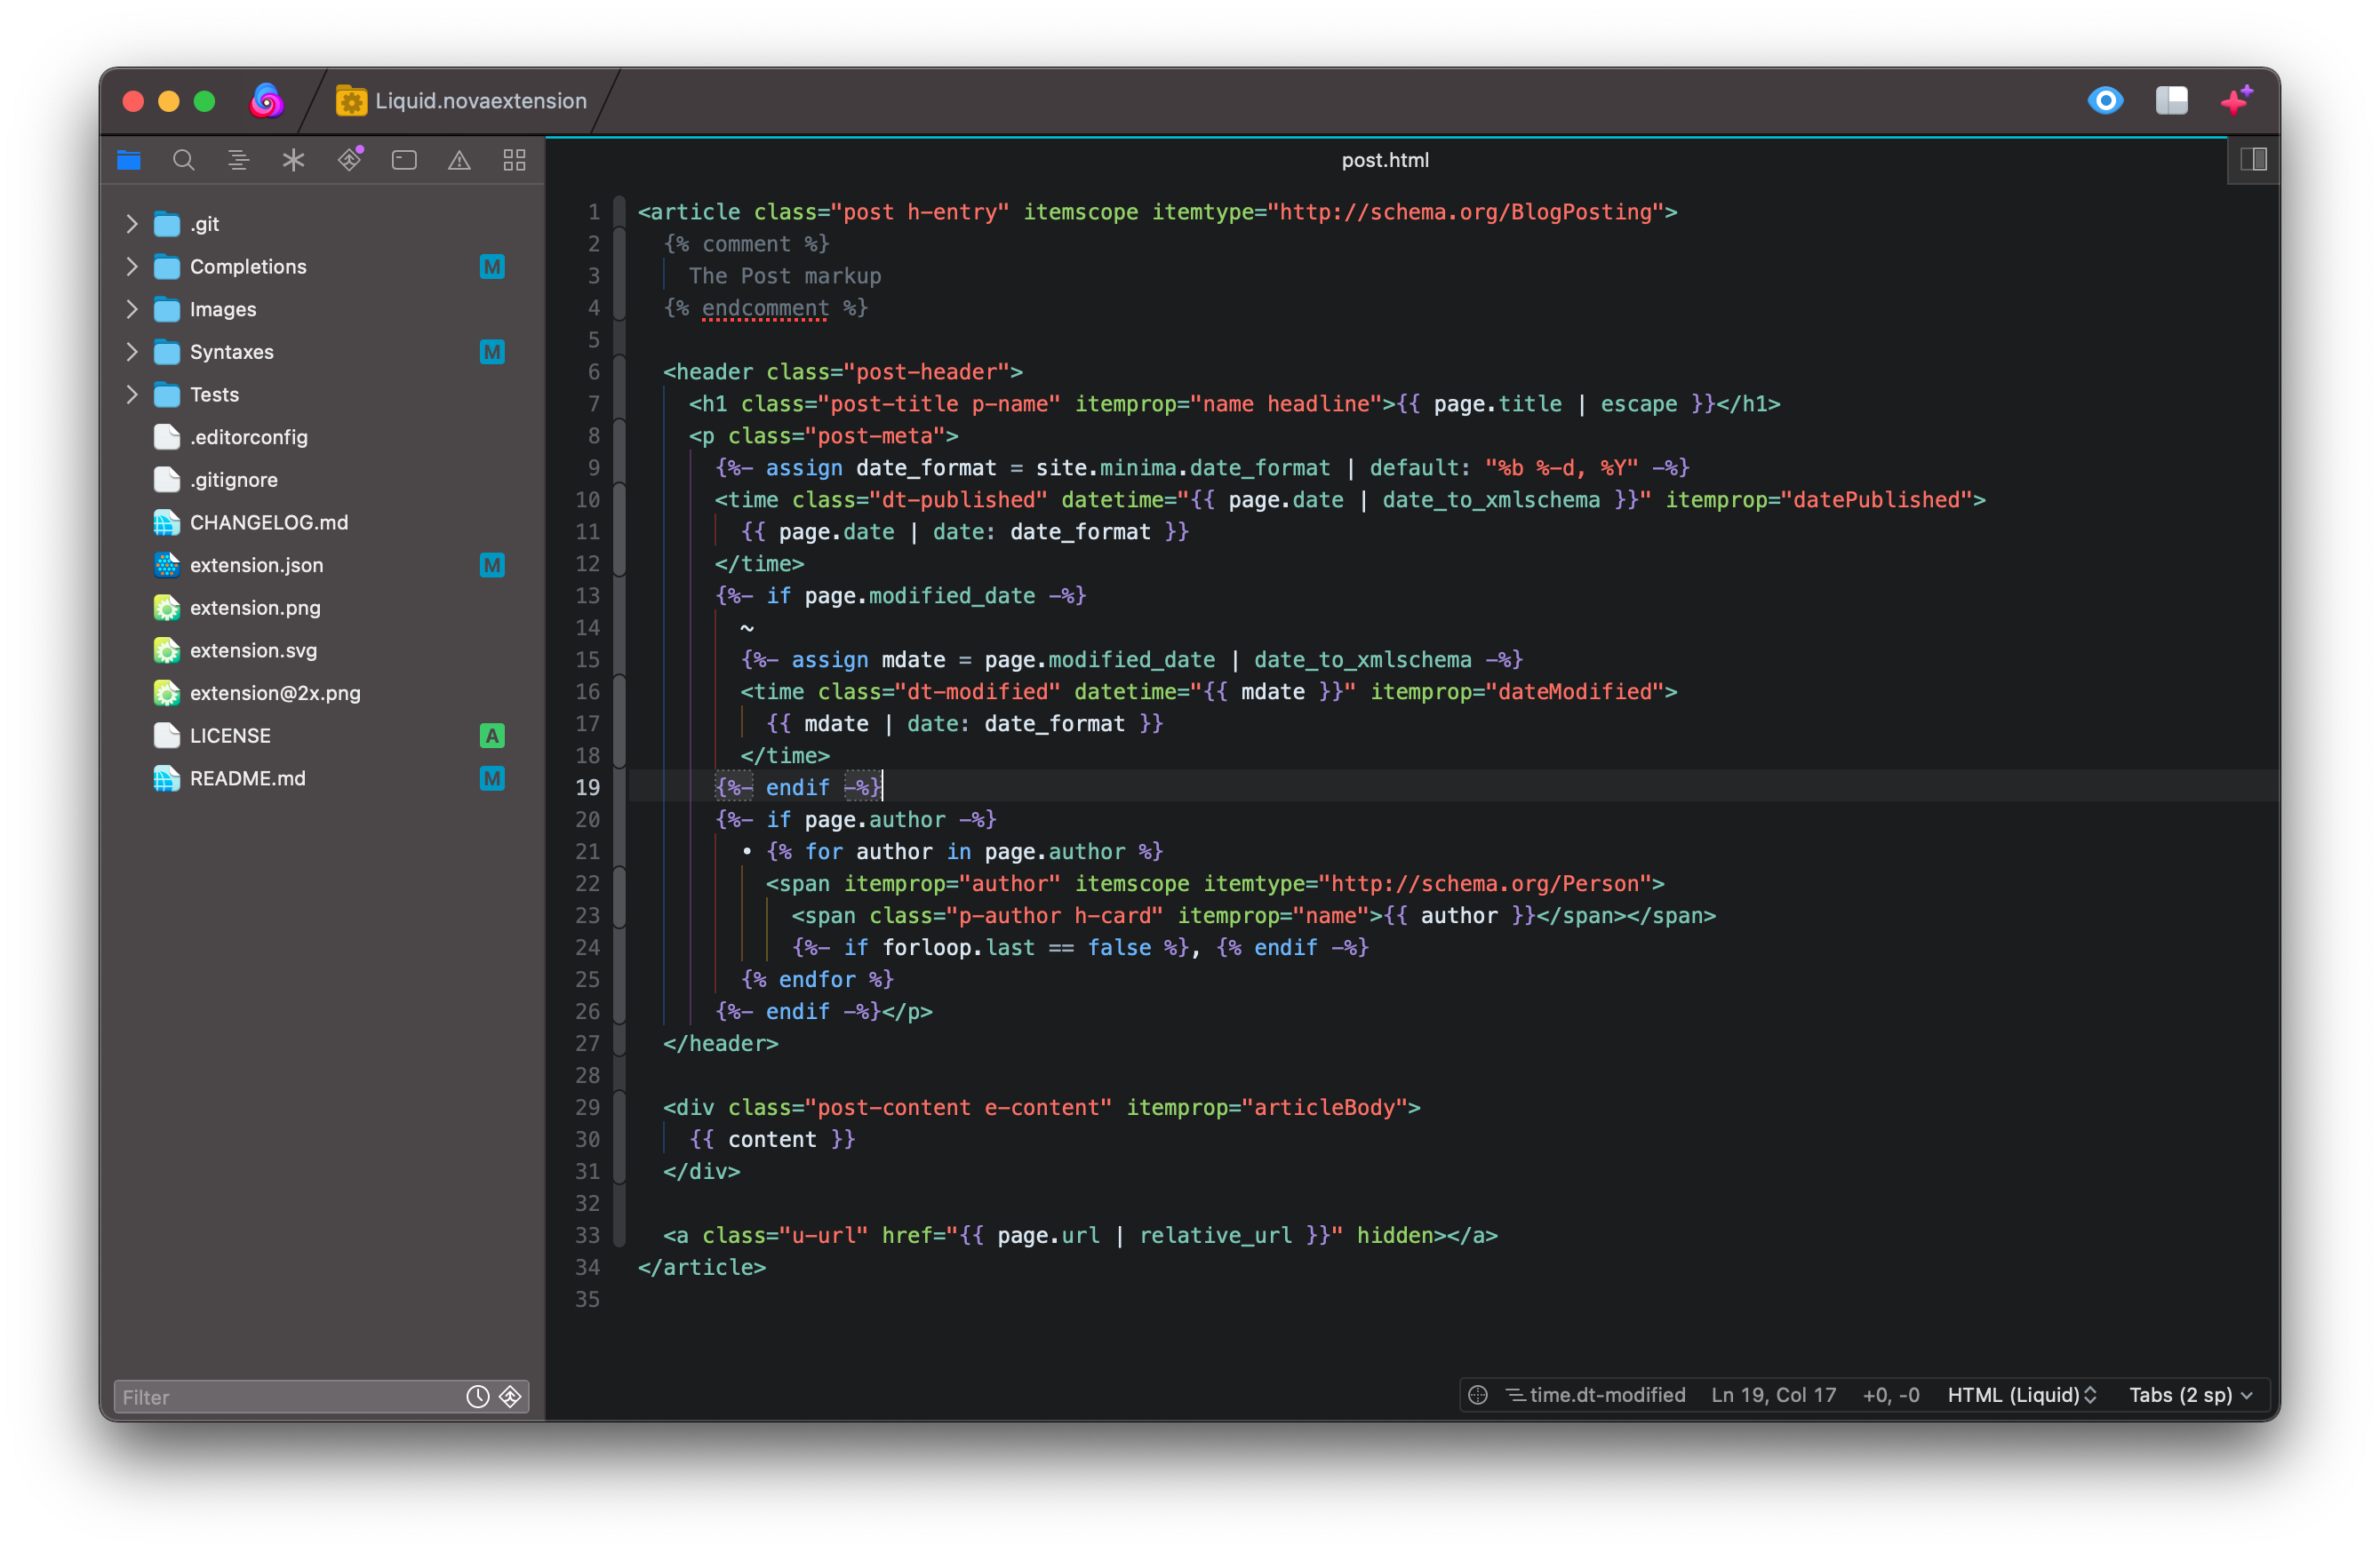 Liquid.novaextension
post.html
.git
Completions M
Images
Syntaxes M
Tests
.editorconfig
.gitignore
CHANGELOG.md
extension.json M
extension.png
extension.svg
extension@2x.png
LICENSE A
README.md M
Filter
1 <article class="post h-entry" itemscope itemtype="http://schema.org/BlogPosting">
2 {% comment %}
3 The Post markup
4 {% endcomment %}
5
6 <header class="post-header">
7 <h1 class="post-title p-name" itemprop="name headline">{{ page.title | escape }}</h1>
8 <p class="post-meta">
9 {%- assign date_format = site.minima.date_format | default: "%b %-d, %Y" -%}
10 <time class="dt-published" datetime="{{ page.date | date_to_xmlschema }}" itemprop="datePublished">
11 {{ page.date | date: date_format }}
12 </time>
13 {%- if page.modified_date -%}
14 ~
15 {%- assign mdate = page.modified_date | date_to_xmlschema -%}
16 <time class="dt-modified" datetime="{{ mdate }}" itemprop="dateModified">
17 {{ mdate | date: date_format }}
18 </time>
19 {%- endif -%}
20 {%- if page.author -%}
21 • {% for author in page.author %}
22 <span itemprop="author" itemscope itemtype="http://schema.org/Person">
23 <span class="p-author h-card" itemprop="name">{{ author }}</span></span>
24 {%- if forloop.last == false %}, {% endif -%}
25 {% endfor %}
26 {%- endif -%}</p>
27 </header>
28
29 <div class="post-content e-content" itemprop="articleBody">
30 {{ content }}
31 </div>
32
33 <a class="u-url" href="{{ page.url | relative_url }}" hidden></a>
34 </article>
35
time.dt-modified Ln 19, Col 17 +0, -0 HTML (Liquid) Tabs (2 sp)